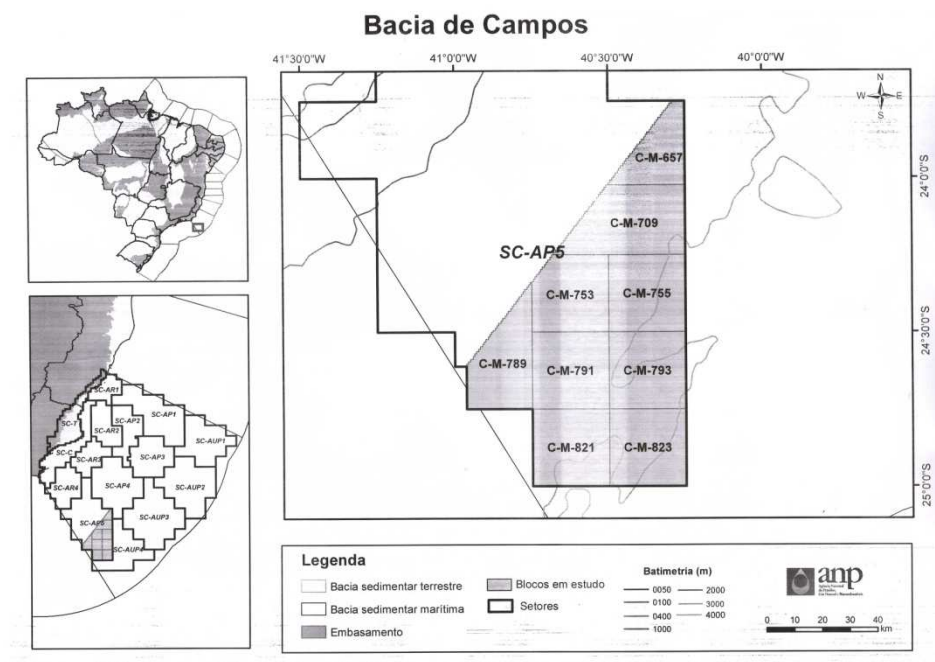 Bacia de Campos
41°30'0"W
41°0'0"W
40°30'0"W
40°0'0"W
N
W E
S
C-M-657
24°0'0"S
C-M-709
SC-AP5
C-M-753
C-M-755
24°30'0"S
C-M-789
C-M-791
C-M-793
C-M-821
C-M-823
25°0'0"S
SC-AR1
SC-AP1
SC-T
SC-AR2
SC-AP2
SC-AUP1
SC-C
SC-AR3
SC-AP3
SC-AR4
SC-AP4
SC-AUP2
SC-AP5
SC-AUP3
SC-AUP4
Legenda
Bacia sedimentar terrestre
Bacia sedimentar marítima
Embasamento
Blocos em estudo
Setores
Batimetria (m)
0050
0100
0400
1000
2000
3000
4000
anp
0 10 20 30 40
km